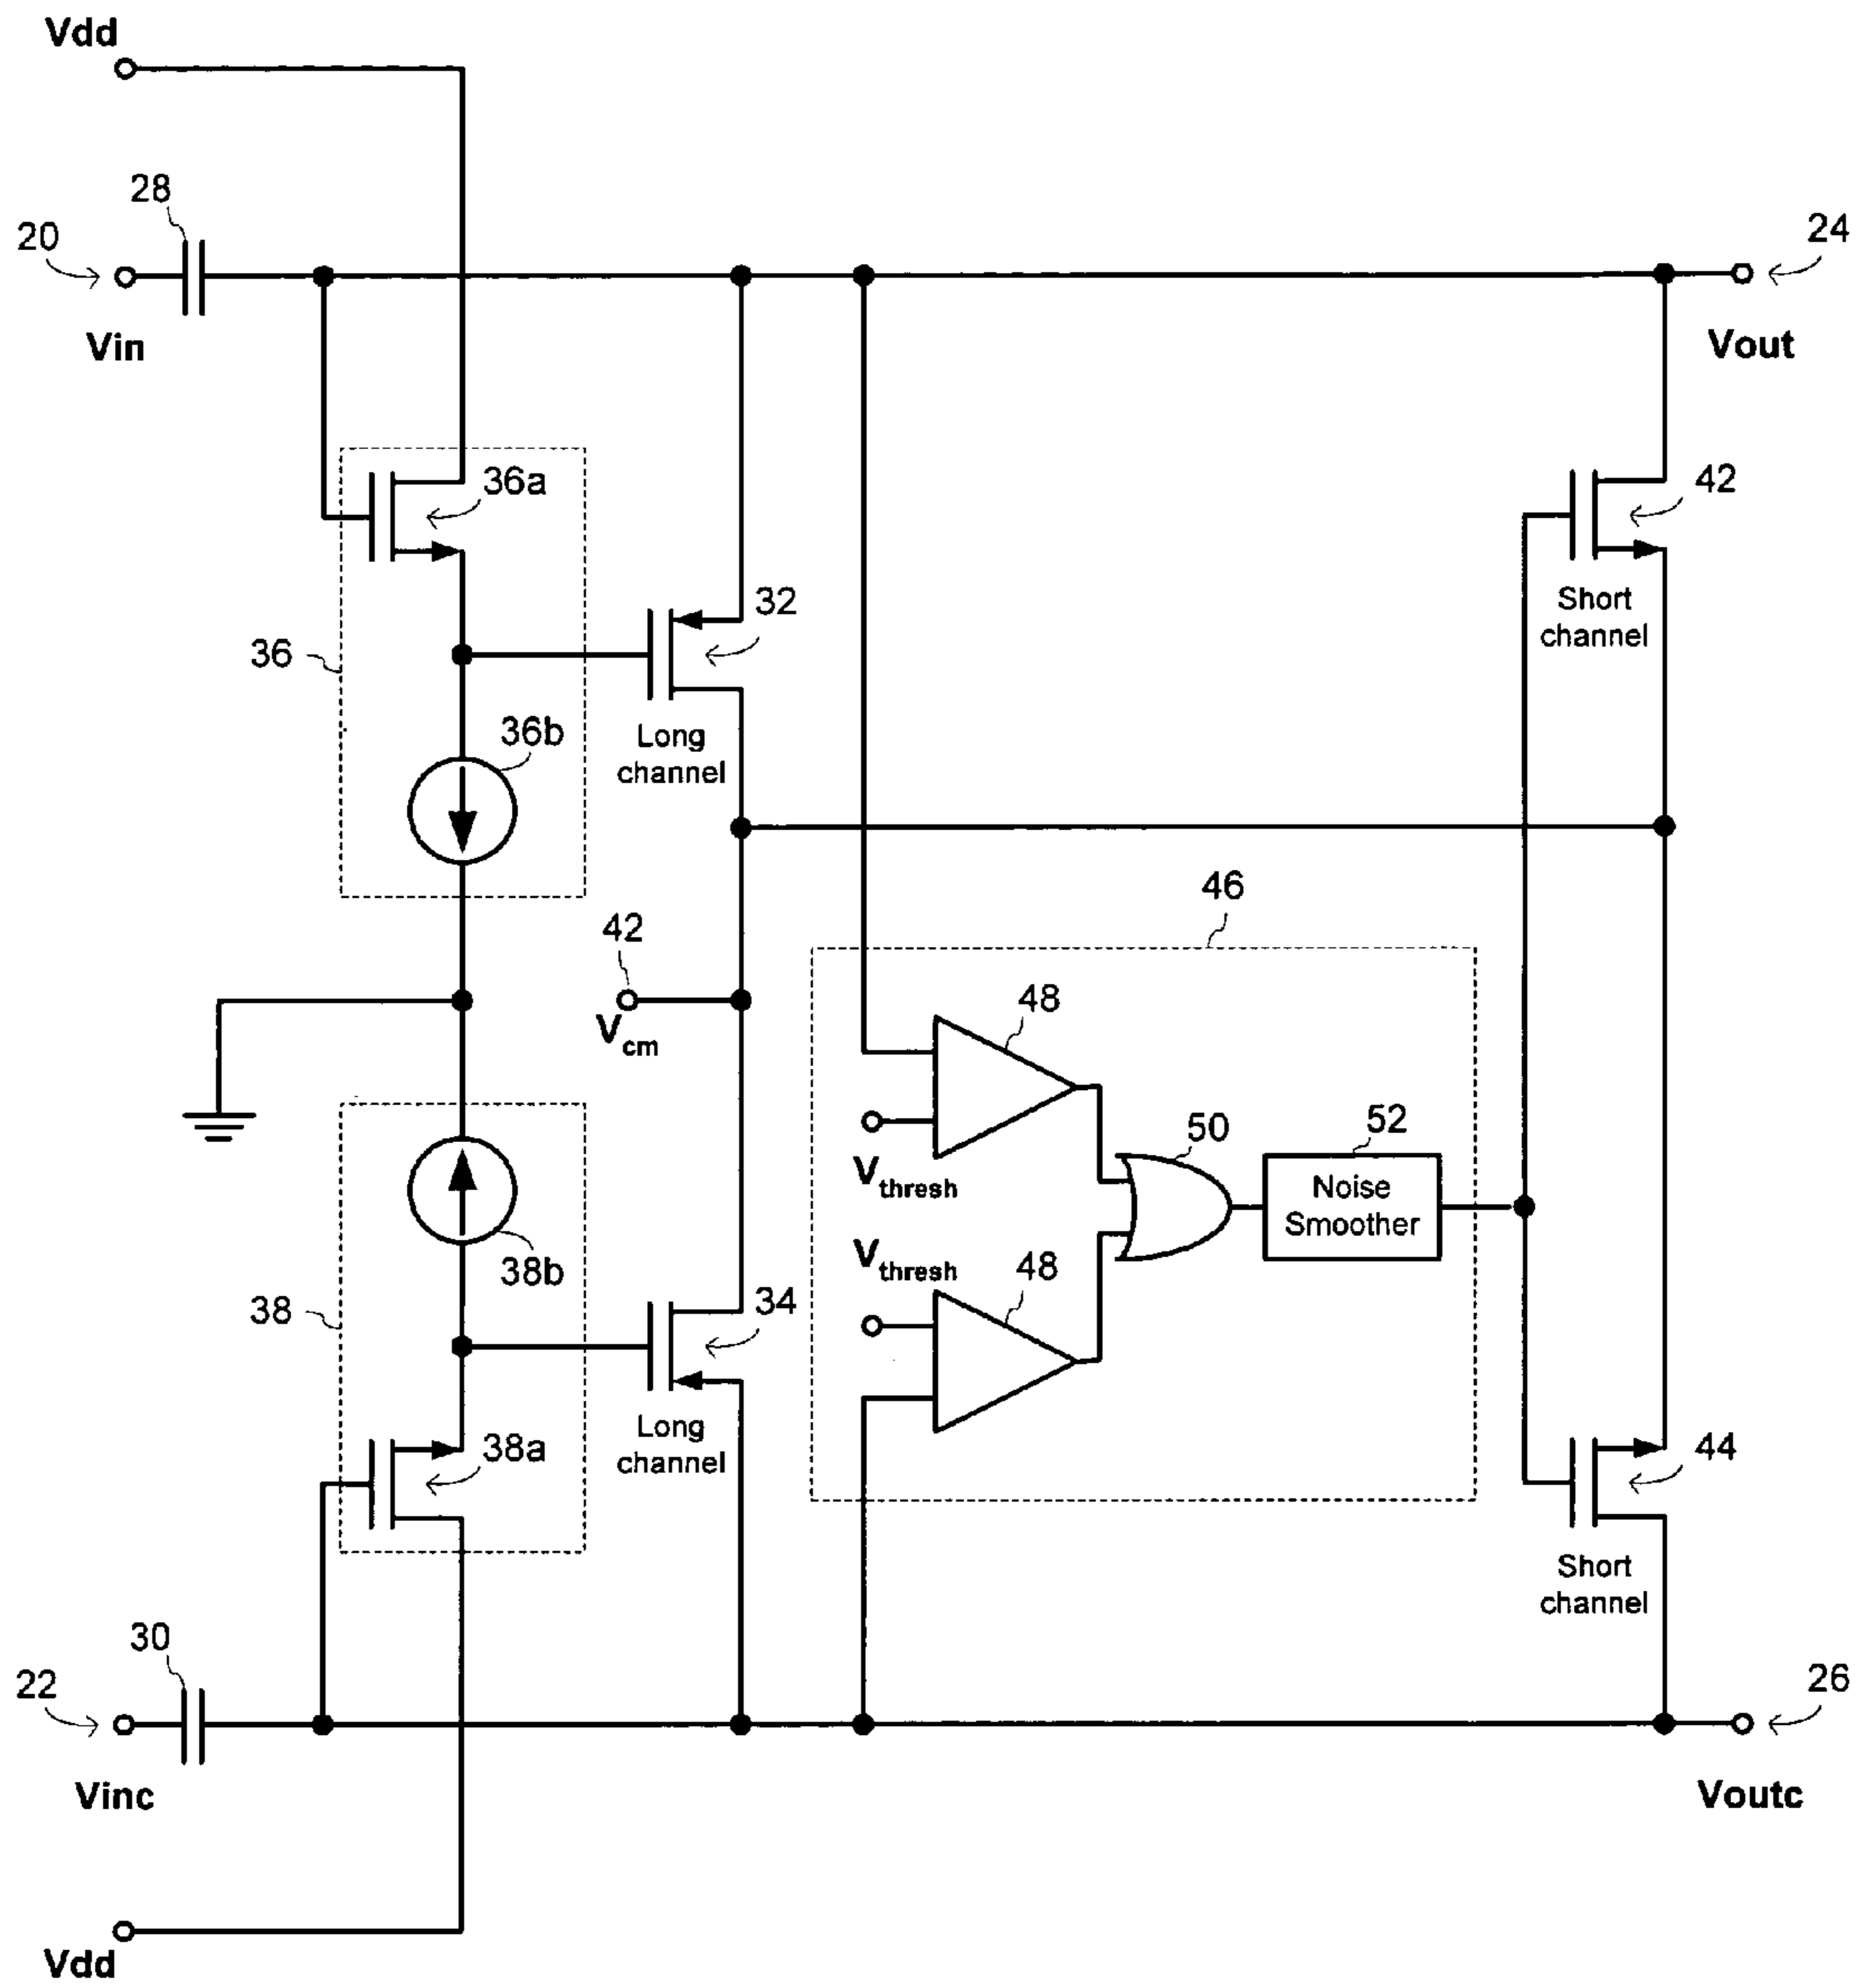 Vdd
28
20
24
Vin
Vout
36a
42
32
Short
channel
36
36b
Long
channel
46
42
Vcm
48
52
50
Vthresh
Noise
Smoother
Vthresh
48
38b
34
38
44
Long
channel
38a
Short
channel
30
22
26
Vinc
Voutc
Vdd